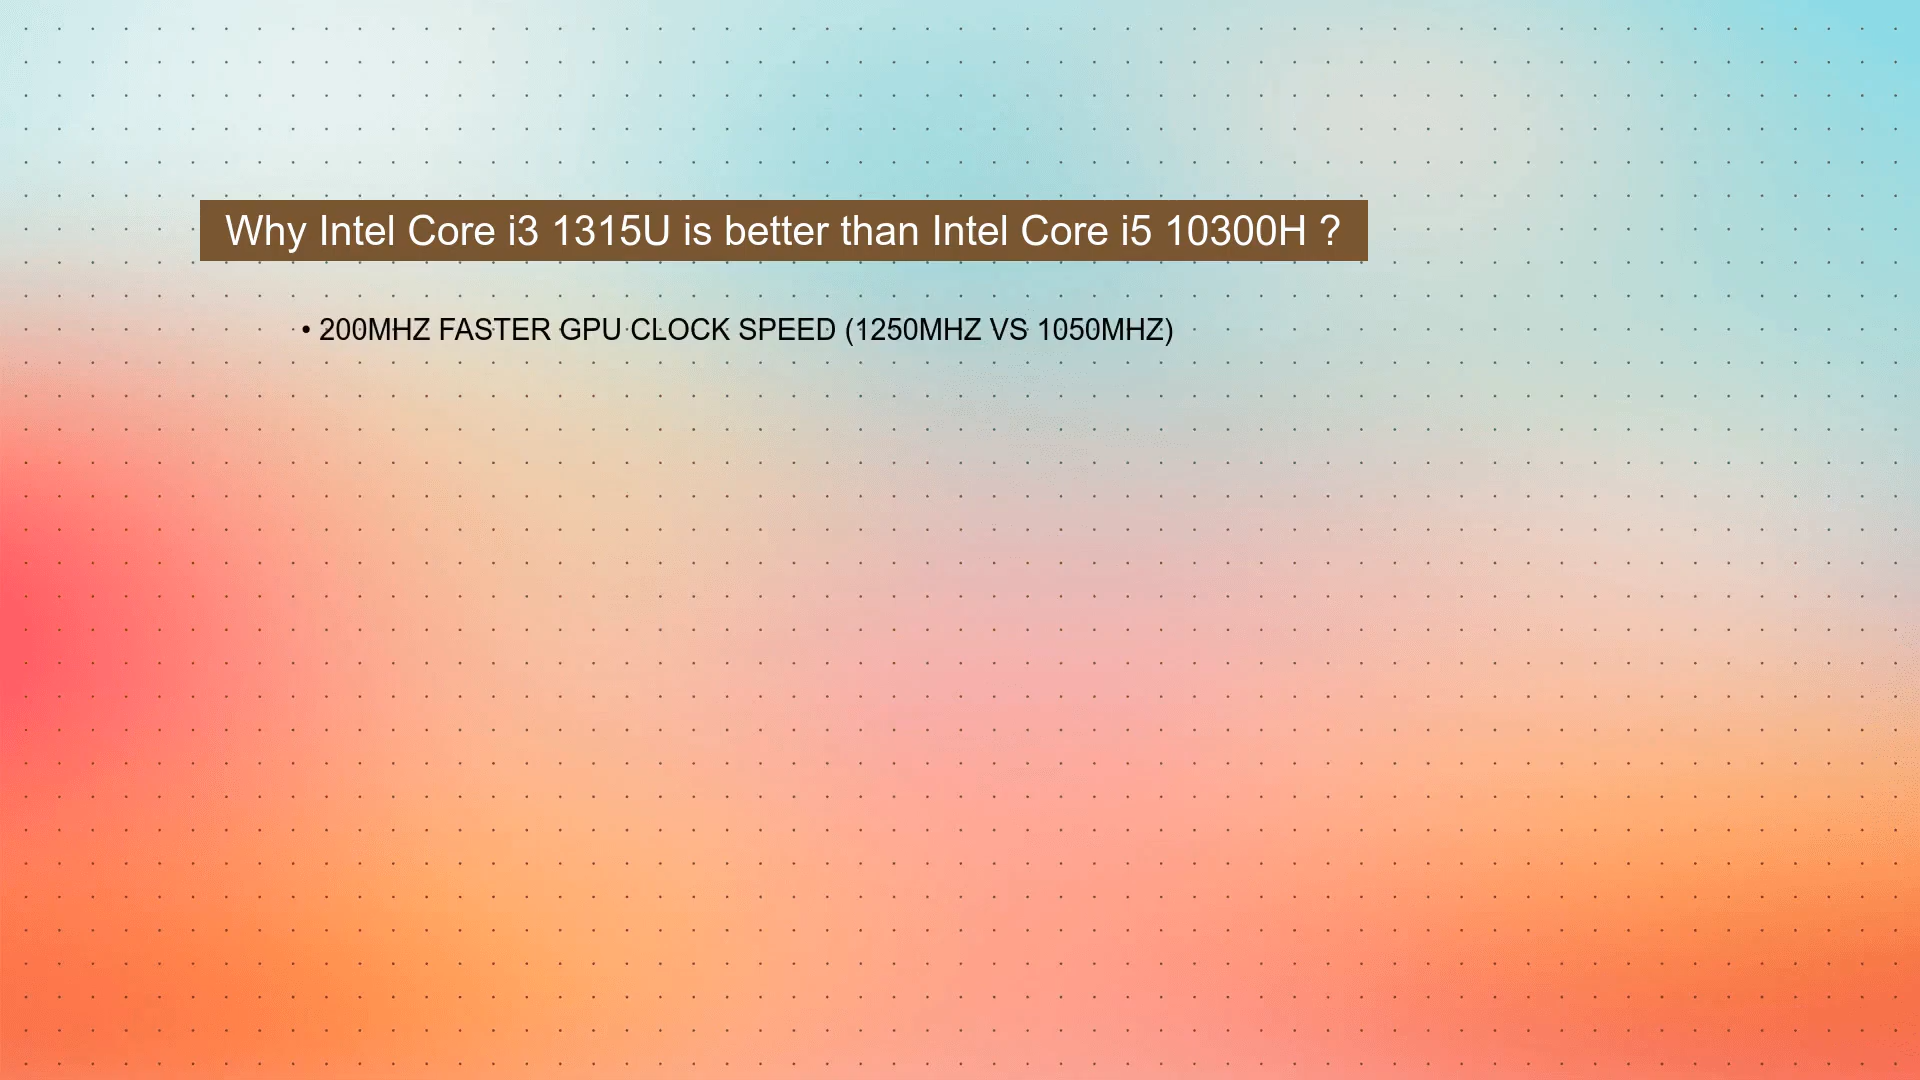 Why Intel Core i3 1315U is better than Intel Core i5 10300H ?
• 200MHZ FASTER GPU CLOCK SPEED (1250MHZ VS 1050MHZ)